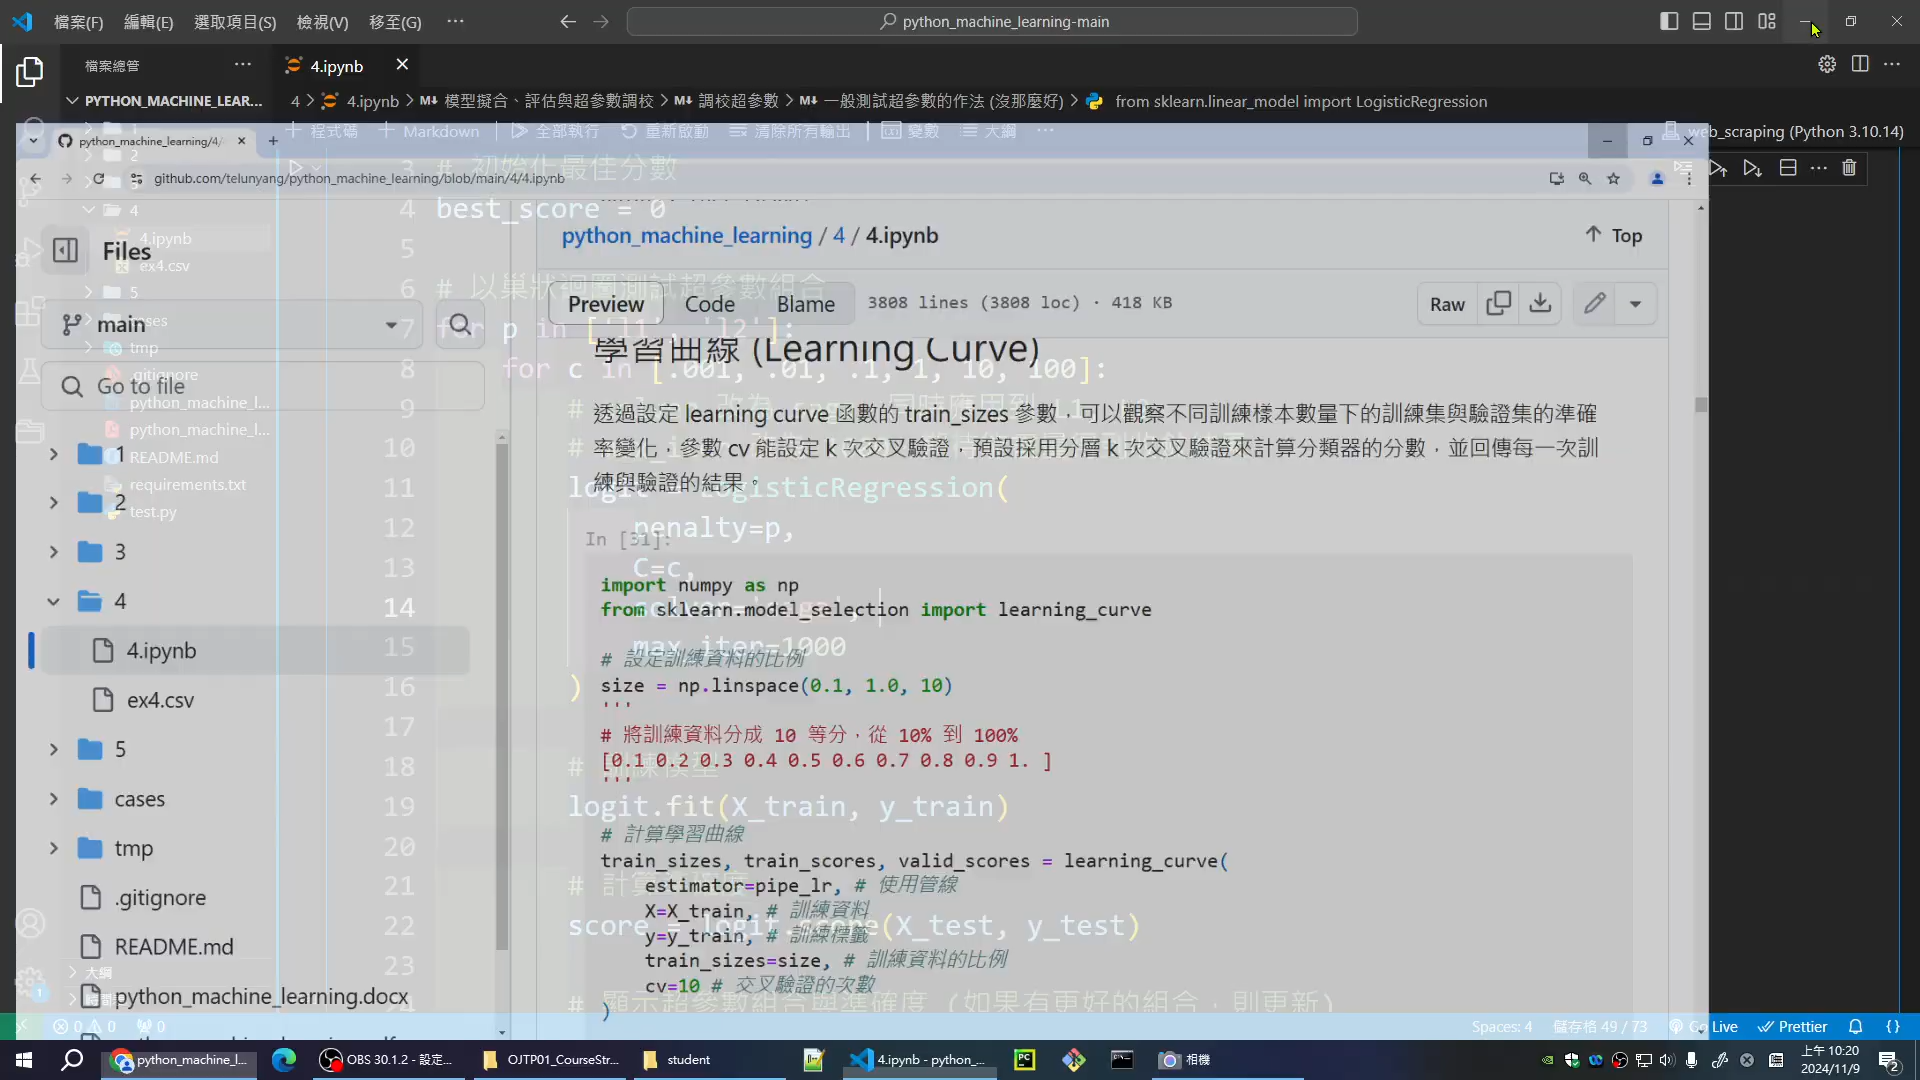 檔案(F) 編輯(E) 選取項目(S) 檢視(V) 移至(G) ··· python_machine_learning-main
檔案總管 ··· 4.ipynb
PYTHON_MACHINE_LEAR... 4 > 4.ipynb > 模型擬合、評估與超參數調校 > 調校超參數 > 一般測試超參數的作法 (沒那麼好) > from sklearn.linear_model import LogisticRegression
程式碼 Markdown 全部執行 重新啟動 清除所有輸出 變數 大綱 ··· web_scraping (Python 3.10.14)
python_machine_learning/4/
3 # 初始化最佳分數
github.com/telunyang/python_machine_learning/blob/main/4/4.ipynb
4 best_score = 0
python_machine_learning / 4 / 4.ipynb Top
Files
5
6 # 以巢狀迴圈測試超參數組合
main
Preview Code Blame 3808 lines (3808 loc) · 418 KB Raw
7 for p in ['l1', 'l2']:
學習曲線 (Learning Curve)
8 for c in [.001, .01, .1, 1, 10, 100]:
Go to file
透過設定 learning curve 函數的 train_sizes 參數，可以觀察不同訓練樣本數量下的訓練集與驗證集的準確
率變化，參數 cv 能設定 k 次交叉驗證，預設採用分層 k 次交叉驗證來計算分類器的分數，並回傳每一次訓
練與驗證的結果。
9
10
11 LogisticRegression(
12 penalty=p,
13 C=c,
14
15 max_iter=1000
16 )
17
18 # 訓練模型
19 logit.fit(X_train, y_train)
20
21
22 score = logit.score(X_test, y_test)
23
# 顯示超參數組合與準確度 (如果有更好的組合，則更新)
In [31]:
import numpy as np
from sklearn.model_selection import learning_curve
# 設定訓練資料的比例
size = np.linspace(0.1, 1.0, 10)
'''
# 將訓練資料分成 10 等分，從 10% 到 100%
[0.1 0.2 0.3 0.4 0.5 0.6 0.7 0.8 0.9 1. ]
'''
# 計算學習曲線
train_sizes, train_scores, valid_scores = learning_curve(
estimator=pipe_lr, # 使用管線
X=X_train, # 訓練資料
y=y_train, # 訓練標籤
train_sizes=size, # 訓練資料的比例
cv=10 # 交叉驗證的次數
)
1
2
3
4
4.ipynb
ex4.csv
5
cases
tmp
.gitignore
README.md
python_machine_learning.docx
2
4
4.ipynb
ex4.csv
5
tmp
.gitignore
python_machine_l...
python_machine_l...
README.md
requirements.txt
test.py
大綱
0 0 0 Spaces: 4 儲存格 49 / 73 Go Live Prettier
python_machine_l... OBS 30.1.2 - 設定... OJTP01_CourseStr... student 4.ipynb - python_... 相機 上午 10:20
2024/11/9 2